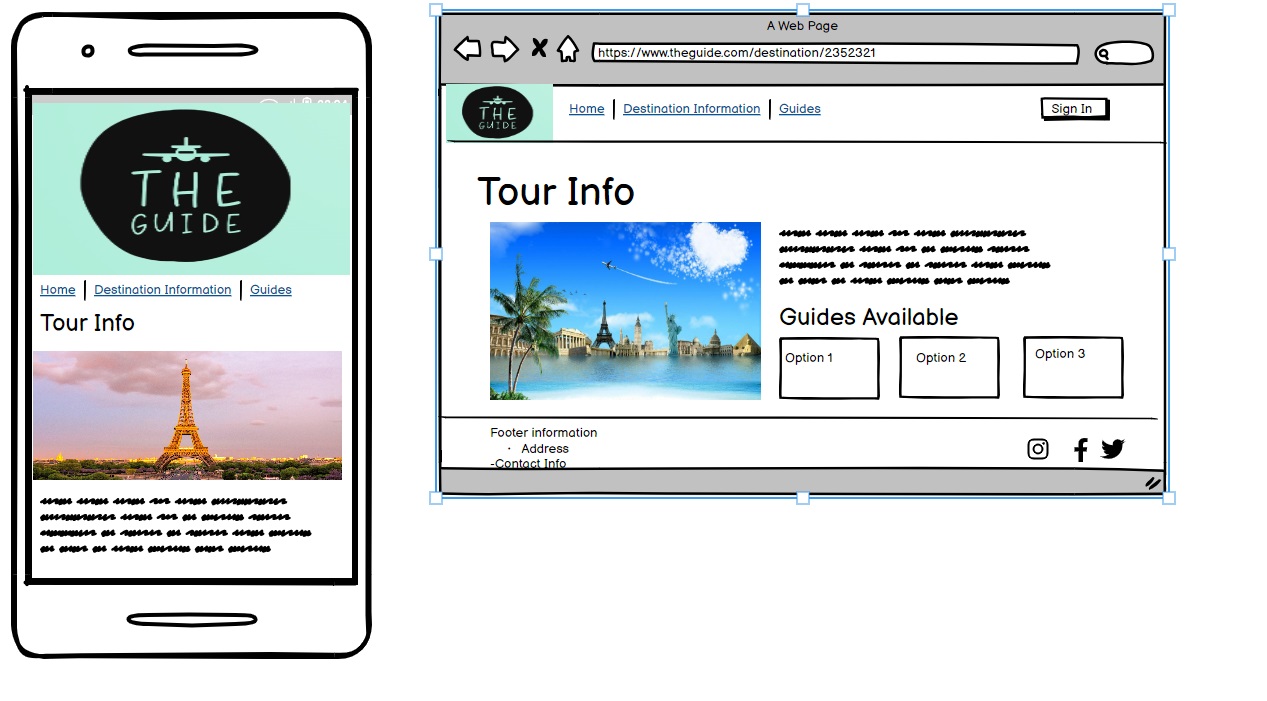 THE
GUIDE
Home | Destination Information | Guides
Tour Info
A Web Page
https://www.theguide.com/destination/2352321
THE
GUIDE
Home | Destination Information | Guides
Sign In
Tour Info
Guides Available
Option 1
Option 2
Option 3
Footer information
· Address
-Contact Info